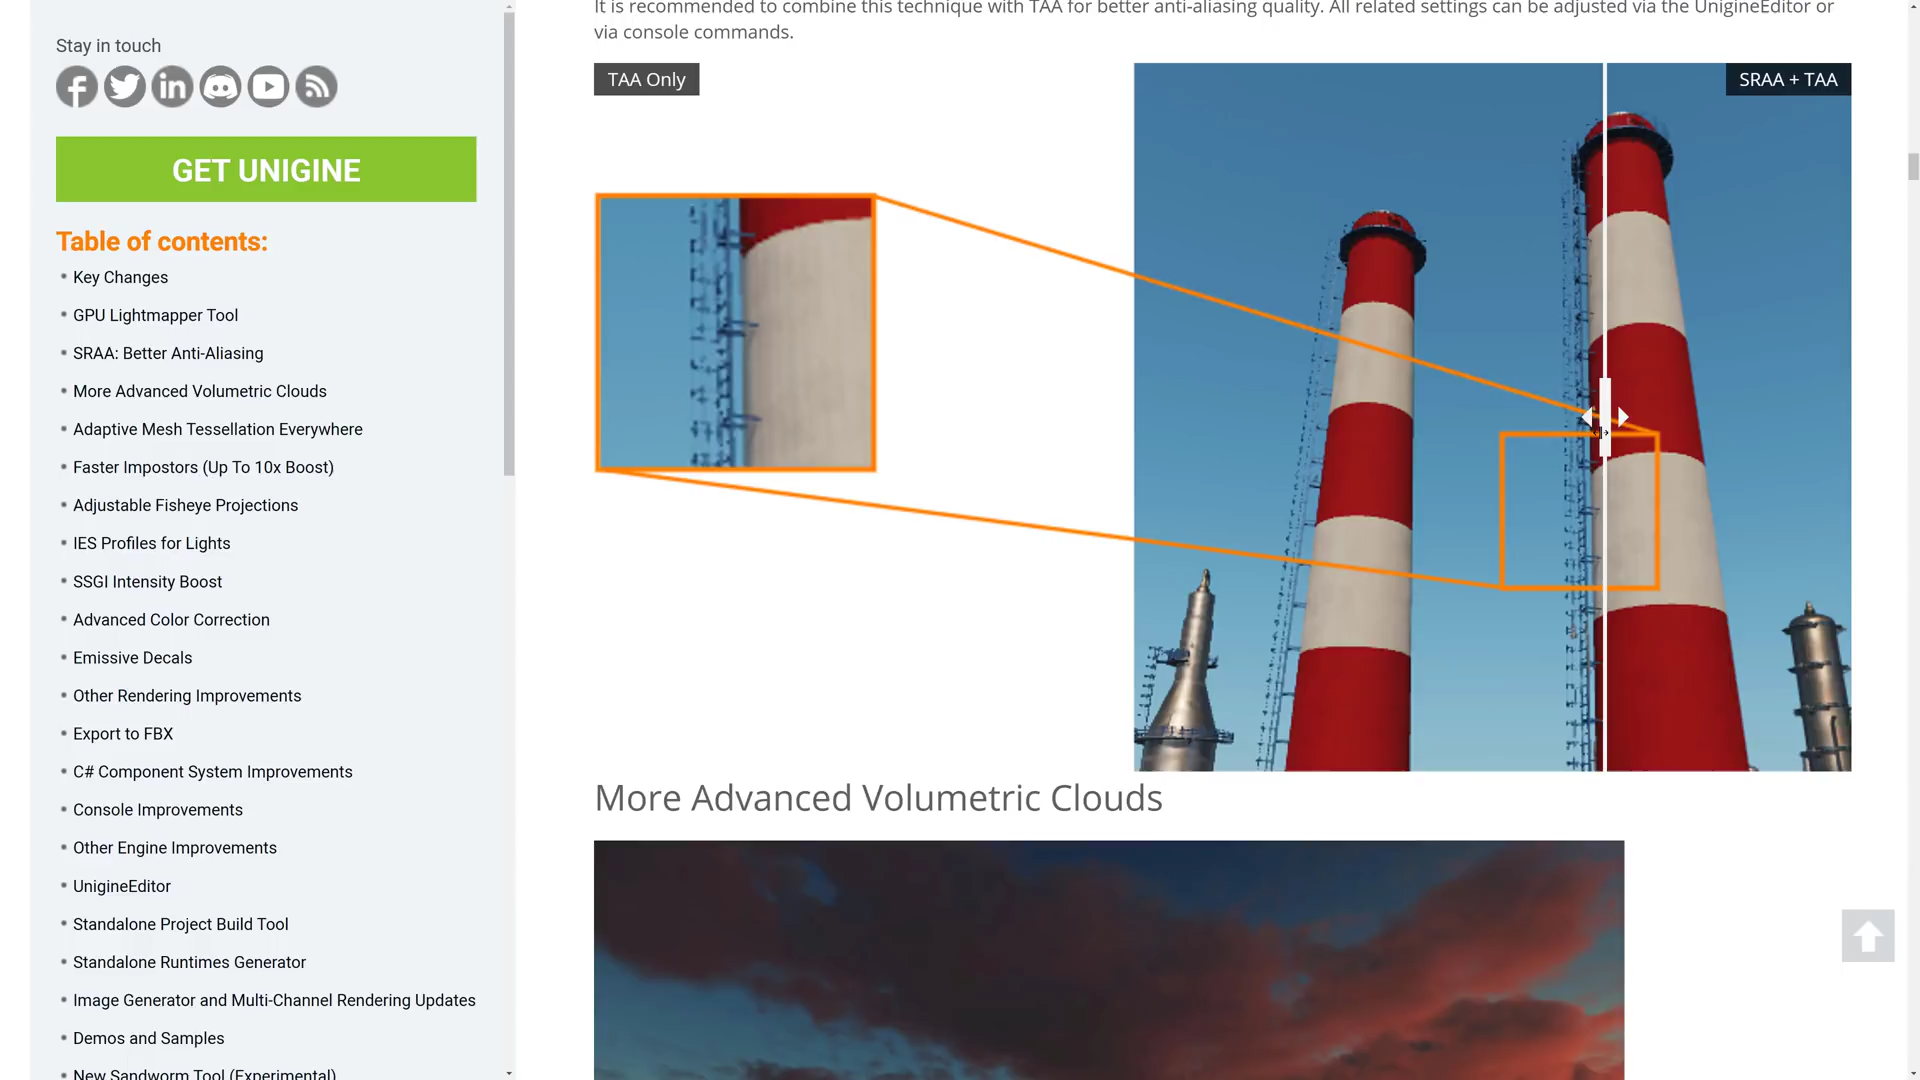 Stay in touch
GET UNIGINE
Table of contents:
Key Changes
GPU Lightmapper Tool
SRAA: Better Anti-Aliasing
More Advanced Volumetric Clouds
Adaptive Mesh Tessellation Everywhere
Faster Impostors (Up To 10x Boost)
Adjustable Fisheye Projections
IES Profiles for Lights
SSGI Intensity Boost
Advanced Color Correction
Emissive Decals
Other Rendering Improvements
Export to FBX
C# Component System Improvements
Console Improvements
Other Engine Improvements
UnigineEditor
Standalone Project Build Tool
Standalone Runtimes Generator
Image Generator and Multi-Channel Rendering Updates
Demos and Samples
New Sandworm Tool (Experimental)
It is recommended to combine this technique with TAA for better anti-aliasing quality. All related settings can be adjusted via the UnigineEditor or
via console commands.
TAA Only
SRAA + TAA
More Advanced Volumetric Clouds